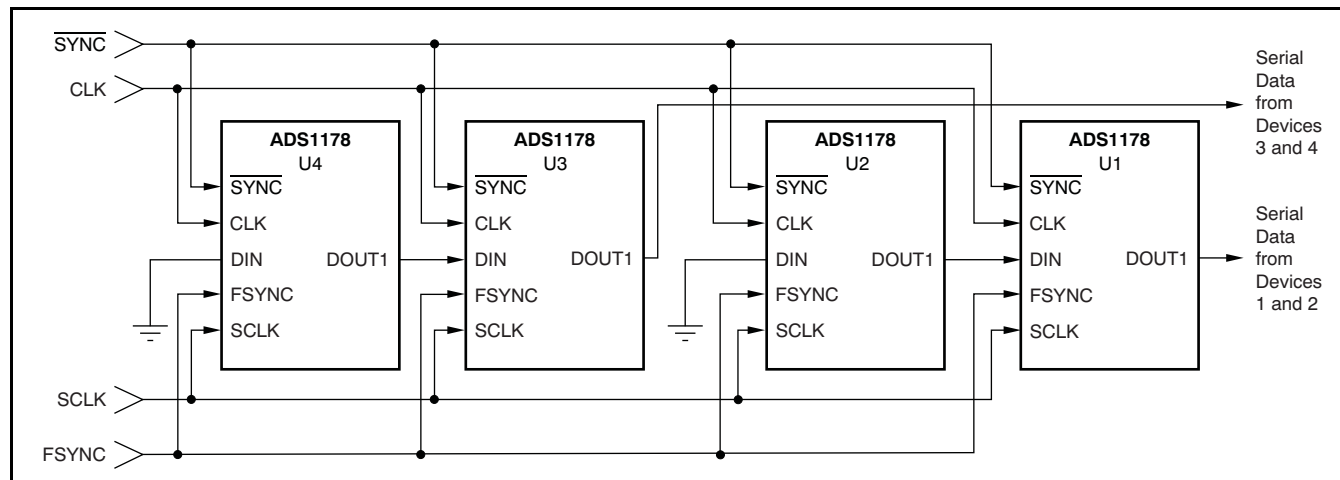 SYNC
CLK
SCLK
FSYNC
ADS1178
U4
SYNC
CLK
DIN
DOUT1
FSYNC
SCLK
ADS1178
U3
SYNC
CLK
DIN
DOUT1
FSYNC
SCLK
ADS1178
U2
SYNC
CLK
DIN
DOUT1
FSYNC
SCLK
ADS1178
U1
SYNC
CLK
DIN
DOUT1
FSYNC
SCLK
Serial
Data
from
Devices
3 and 4
Serial
Data
from
Devices
1 and 2